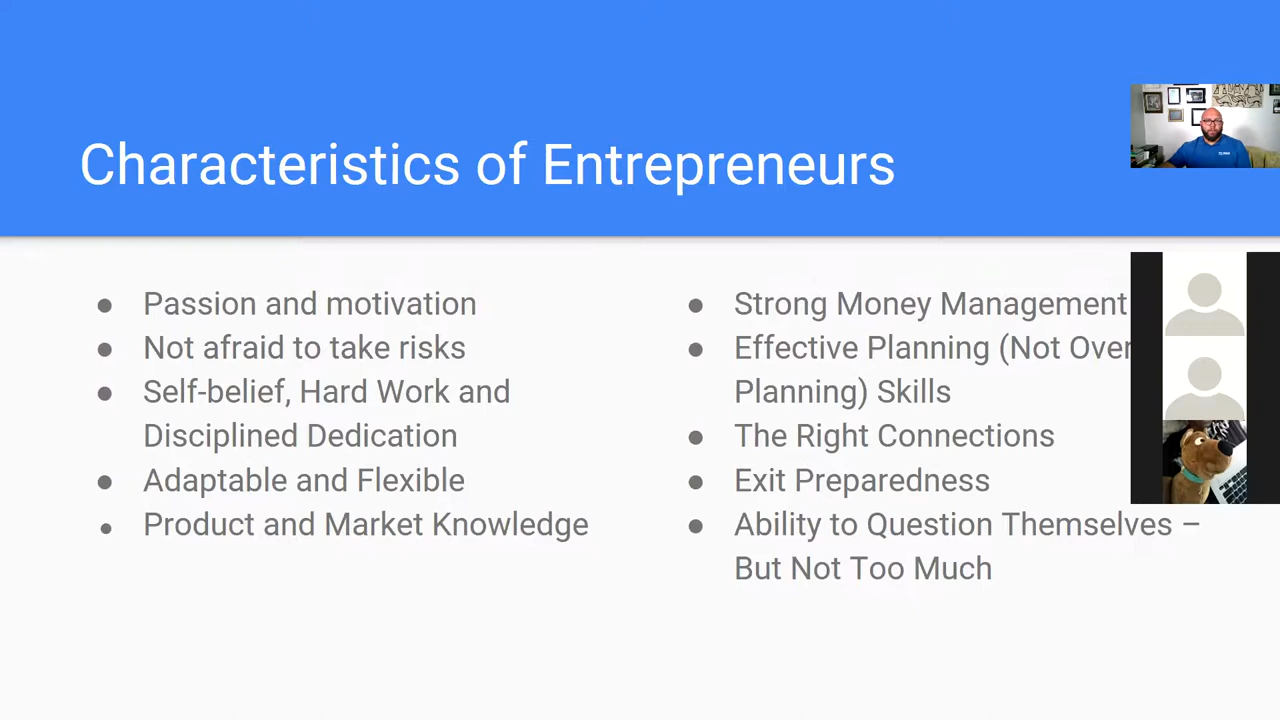 Characteristics of Entrepreneurs
Passion and motivation
Not afraid to take risks
Self-belief, Hard Work and
Disciplined Dedication
Adaptable and Flexible
Product and Market Knowledge
Strong Money Management
Effective Planning (Not Over
Planning) Skills
The Right Connections
Exit Preparedness
Ability to Question Themselves –
But Not Too Much